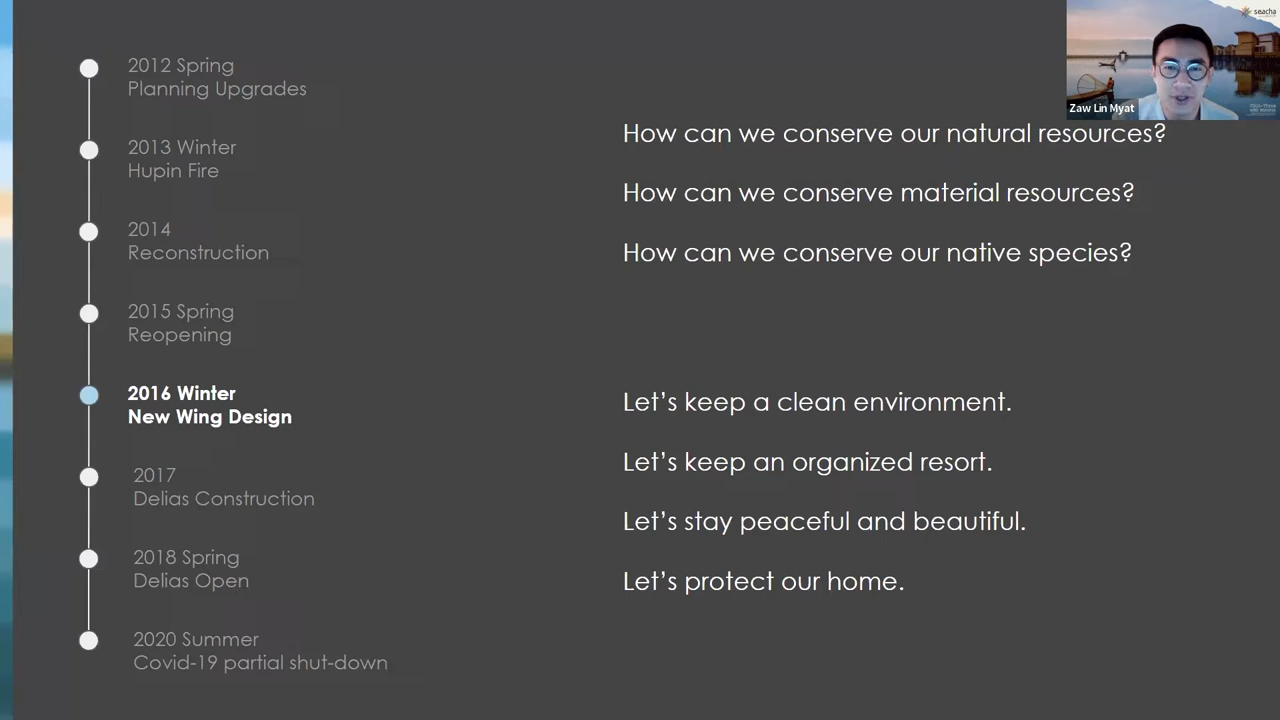 2012 Spring
Planning Upgrades
2013 Winter
Hupin Fire
2014
Reconstruction
2015 Spring
Reopening
2016 Winter
New Wing Design
2017
Delias Construction
2018 Spring
Delias Open
2020 Summer
Covid-19 partial shut-down
How can we conserve our natural resources?
How can we conserve material resources?
How can we conserve our native species?
Let’s keep a clean environment.
Let’s keep an organized resort.
Let’s stay peaceful and beautiful.
Let’s protect our home.
seacha
Zaw Lin Myat